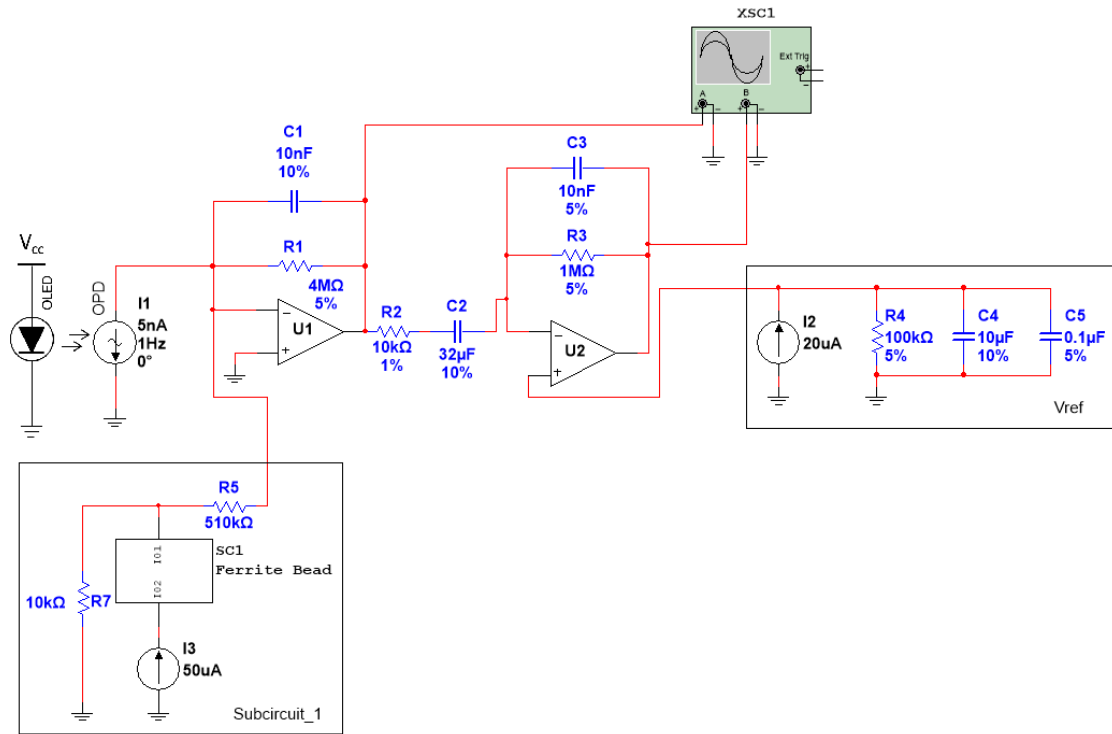 XSC1
Ext Trig
+
−
A
B
+
−
+
−
C1
10nF
10%
C3
10nF
5%
R1
4MΩ
5%
R3
1MΩ
5%
Vcc
OLED
OPD
I1
5nA
1Hz
0°
−
U1
+
R2
10kΩ
1%
C2
32µF
10%
−
U2
+
I2
20uA
R4
100kΩ
5%
C4
10µF
10%
C5
0.1µF
5%
Vref
R5
510kΩ
IO1
IO2
SC1
Ferrite Bead
10kΩ
R7
I3
50uA
Subcircuit_1